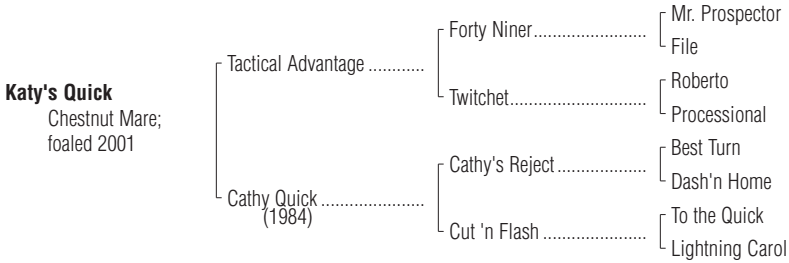 Mr. Prospector
Forty Niner.......................
File
Tactical Advantage ............
Roberto
Twitchet............................
Processional
Katy's Quick
Chestnut Mare;
foaled 2001
Best Turn
Cathy's Reject..................
Dash'n Home
Cathy Quick ......................
(1984)
To the Quick
Cut 'n Flash .....................
Lightning Carol